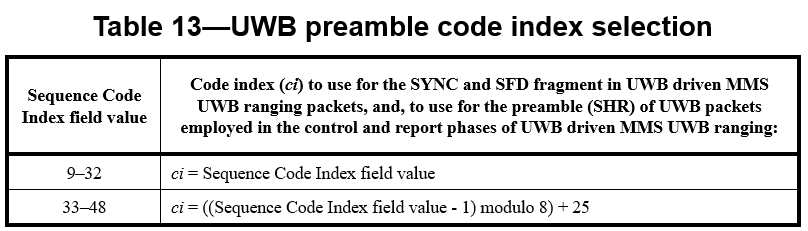 Table 13—UWB preamble code index selection
Sequence Code
Index field value
Code index (ci) to use for the SYNC and SFD fragment in UWB driven MMS
UWB ranging packets, and, to use for the preamble (SHR) of UWB packets
employed in the control and report phases of UWB driven MMS UWB ranging:
9–32
ci = Sequence Code Index field value
33–48
ci = ((Sequence Code Index field value - 1) modulo 8) + 25